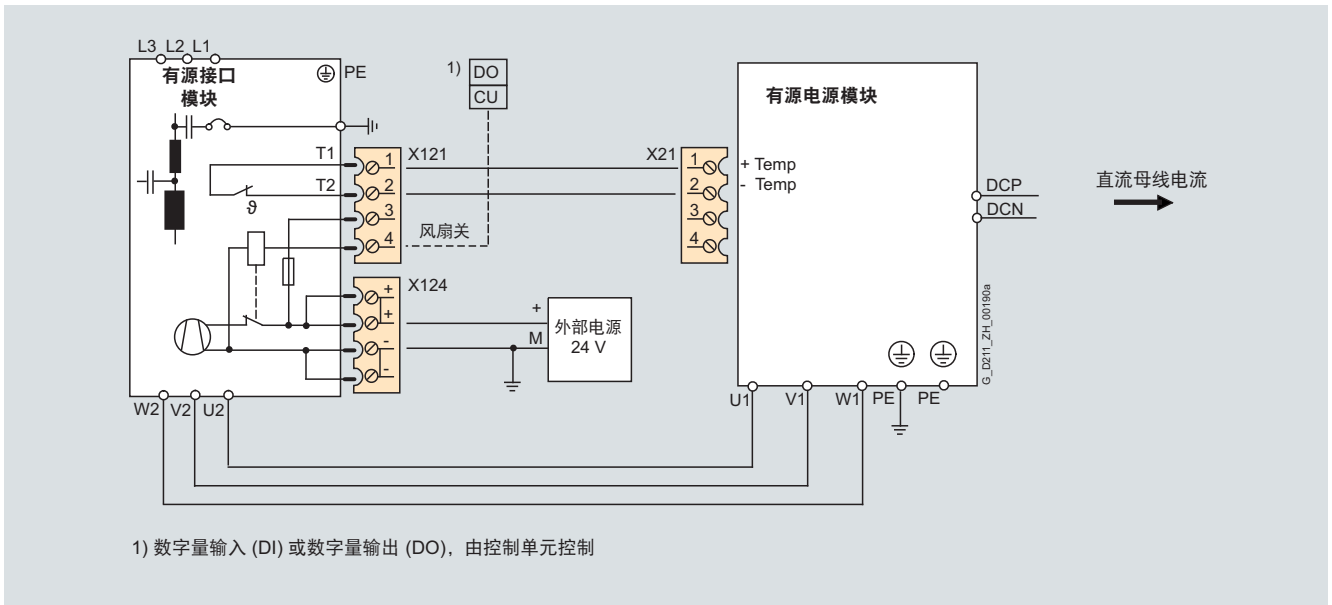 L3 L2 L1
有源接口
模块
PE
1) DO
CU
有源电源模块
T1
T2
ϑ
X121
1
2
3
4
风扇关
X21
1
2
3
4
+ Temp
- Temp
DCP
DCN
直流母线电流
X124
+
+
-
-
+
M
外部电源
24 V
G_D211_ZH_00190a
W2 V2 U2
U1 V1 W1 PE PE
1) 数字量输入 (DI) 或数字量输出 (DO)，由控制单元控制